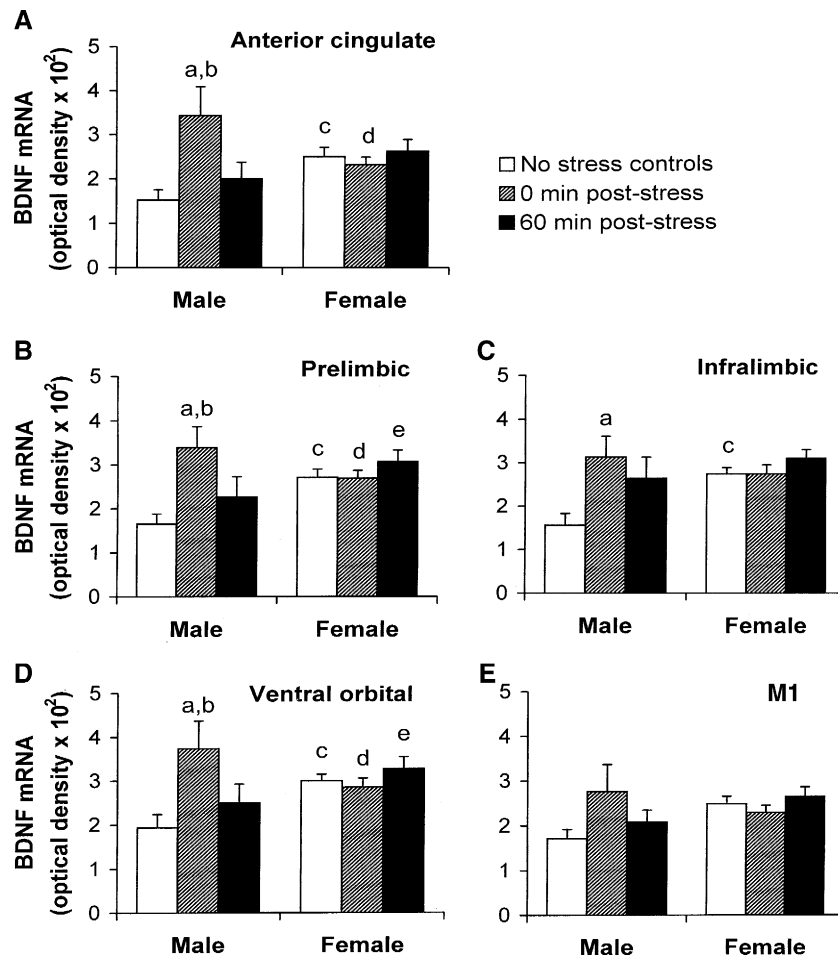 A
Anterior cingulate
BDNF mRNA
(optical density x 10²)
5
4
3
2
1
0
a,b
c
d
Male
Female
No stress controls
0 min post-stress
60 min post-stress
B
Prelimbic
BDNF mRNA
(optical density x 10²)
5
4
3
2
1
0
a,b
c
d
e
Male
Female
C
Infralimbic
5
4
3
2
1
0
a
c
Male
Female
D
Ventral orbital
BDNF mRNA
(optical density x 10²)
5
4
3
2
1
0
a,b
c
d
e
Male
Female
E
M1
5
4
3
2
1
0
Male
Female